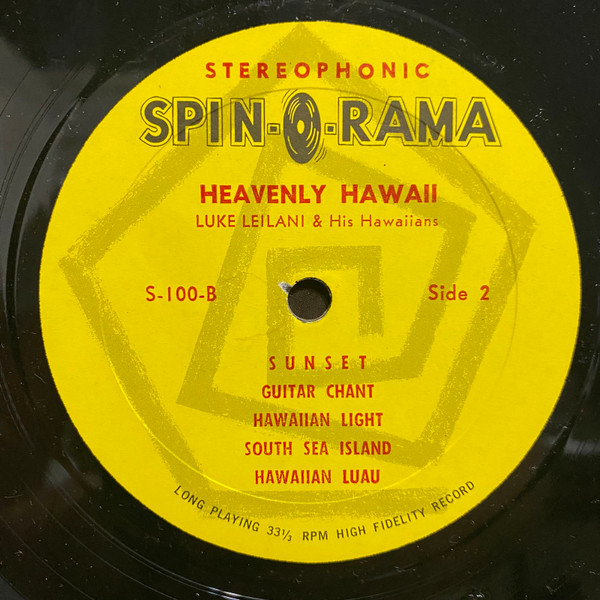 STEREOPHONIC
SPIN-O-RAMA
HEAVENLY HAWAII
LUKE LEILANI & His Hawaiians
S-100-B
Side 2
SUNSET
GUITAR CHANT
HAWAIIAN LIGHT
SOUTH SEA ISLAND
HAWAIIAN LUAU
LONG PLAYING 33⅓ RPM HIGH FIDELITY RECORD